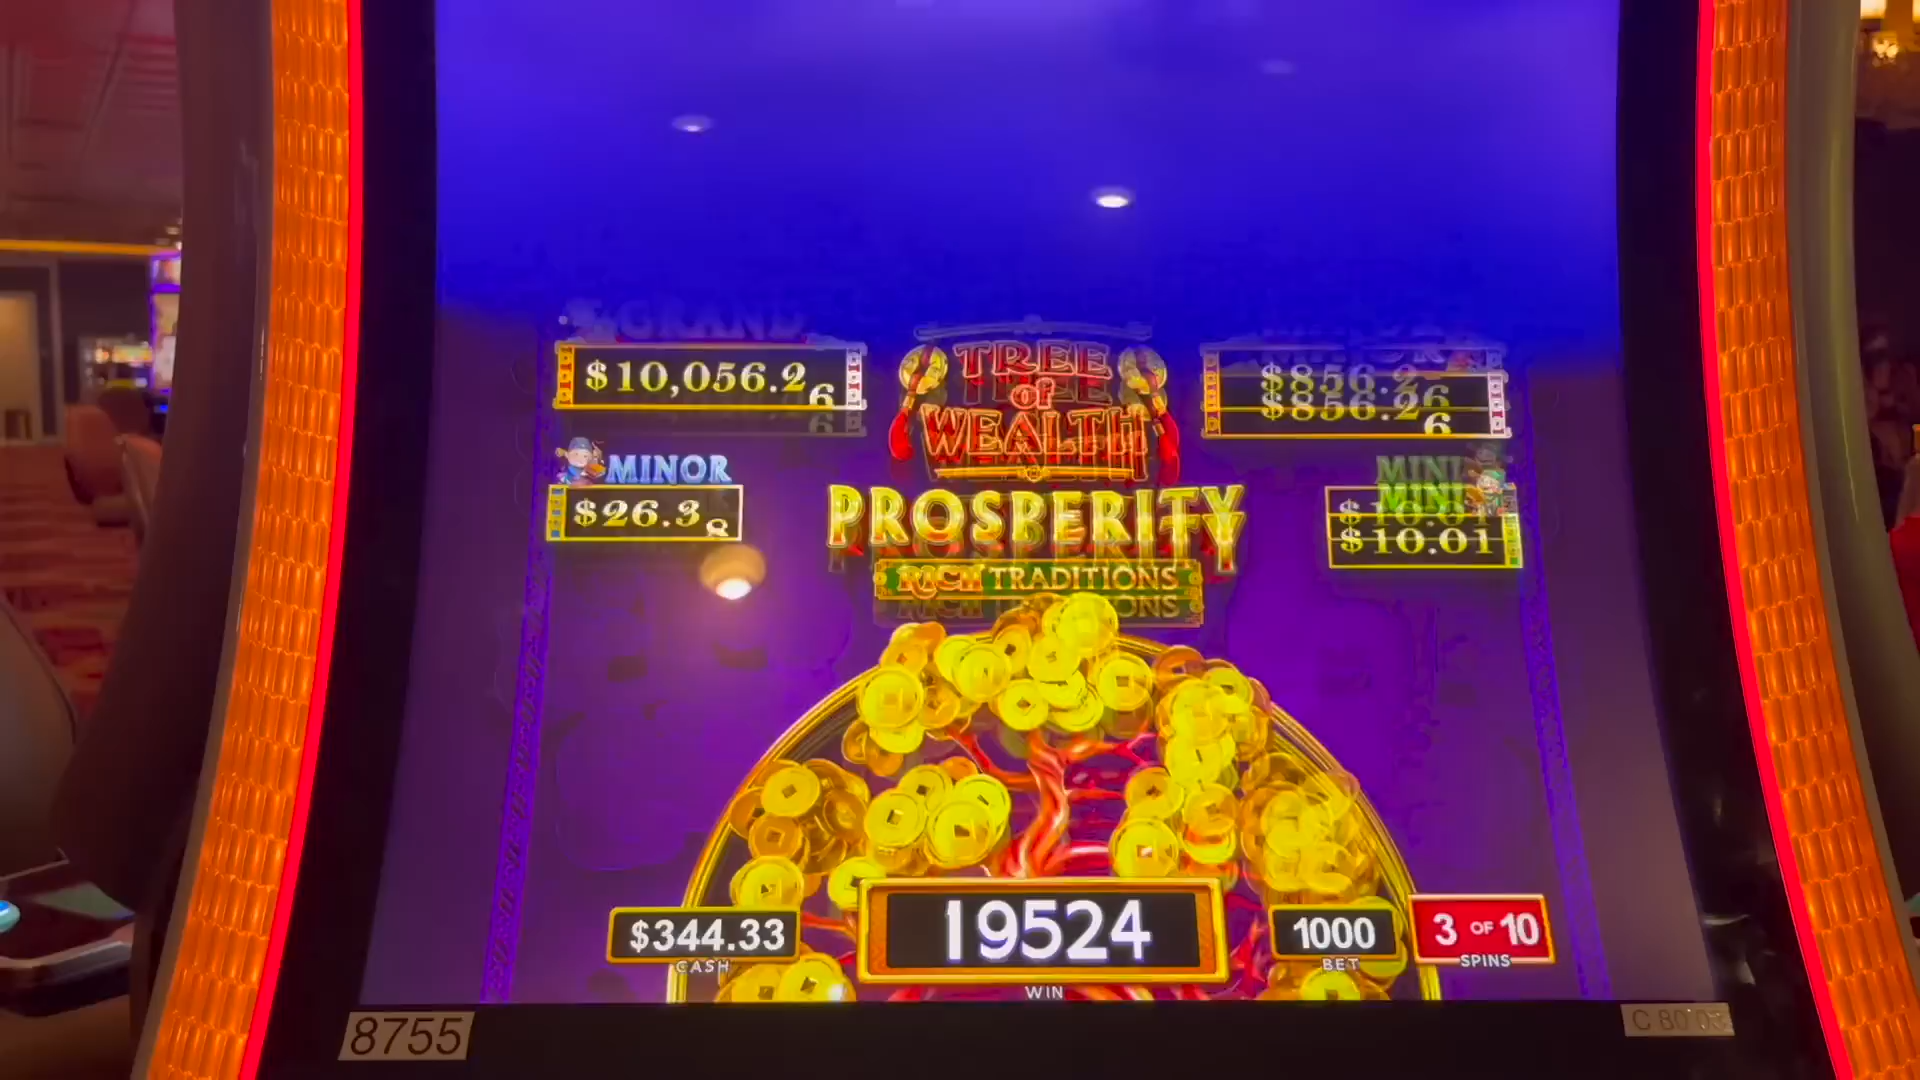 GRAND
$10,056.26
TREE
of
WEALTH
$856.26
MINOR
$26.38
MINI
$10.01
PROSPERITY
RICH TRADITIONS
$344.33
CASH
19524
WIN
1000
BET
3 OF 10
SPINS
8755